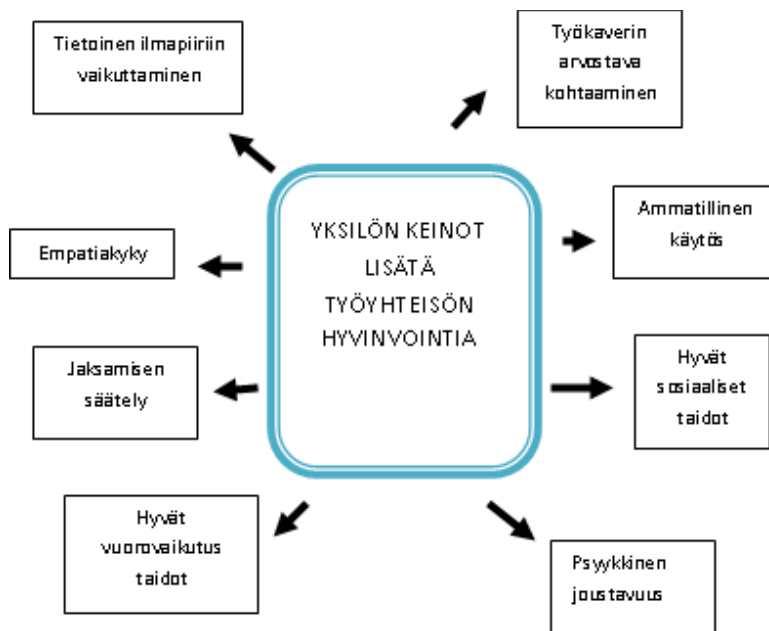 Tietoinen ilmapiiriin
vaikuttaminen
Työkaverin
arvostava
kohtaaminen
YKSILÖN KEINOT
LISÄTÄ
TYÖYHTEISÖN
HYVINVOINTIA
Ammatillinen
käytös
Empatiakyky
Jaksamisen
säätely
Hyvät
sosiaaliset
taidot
Hyvät
vuorovaikutus
taidot
Psyykkinen
joustavuus